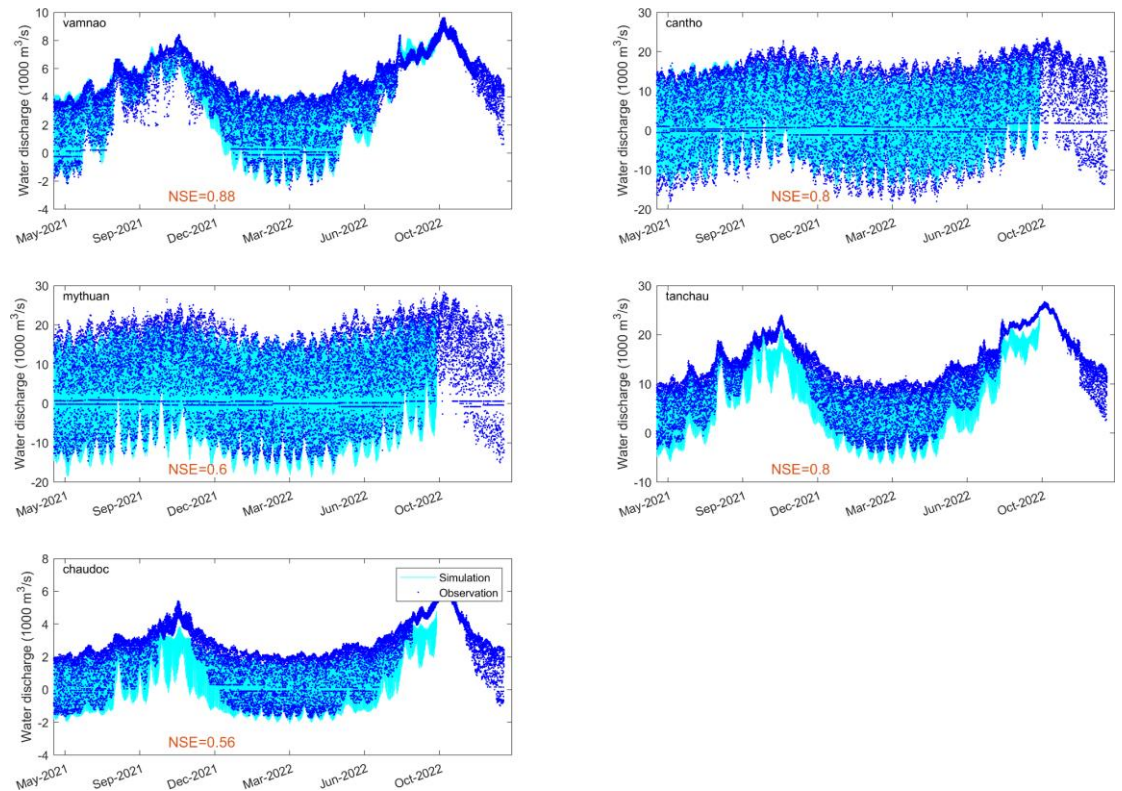 vamnao
Water discharge (1000 m³/s)
10
8
6
4
2
0
-2
-4
NSE=0.88
May-2021 Sep-2021 Dec-2021 Mar-2022 Jun-2022 Oct-2022
cantho
Water discharge (1000 m³/s)
30
20
10
0
-10
-20
NSE=0.8
May-2021 Sep-2021 Dec-2021 Mar-2022 Jun-2022 Oct-2022
mythuan
Water discharge (1000 m³/s)
30
20
10
0
-10
-20
NSE=0.6
May-2021 Sep-2021 Dec-2021 Mar-2022 Jun-2022 Oct-2022
tanchau
Water discharge (1000 m³/s)
30
20
10
0
-10
NSE=0.8
May-2021 Sep-2021 Dec-2021 Mar-2022 Jun-2022 Oct-2022
chaudoc
Water discharge (1000 m³/s)
8
6
4
2
0
-2
-4
Simulation
Observation
NSE=0.56
May-2021 Sep-2021 Dec-2021 Mar-2022 Jun-2022 Oct-2022